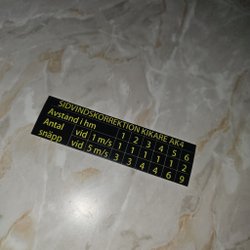 SIDVINDSKORREKTION KIKARE AK4
Avstånd i hm 1 2 3 4 5 6
Antal vid 1 m/s 1 1 1 1 1 2
snäpp vid 5 m/s 3 3 4 4 6 9